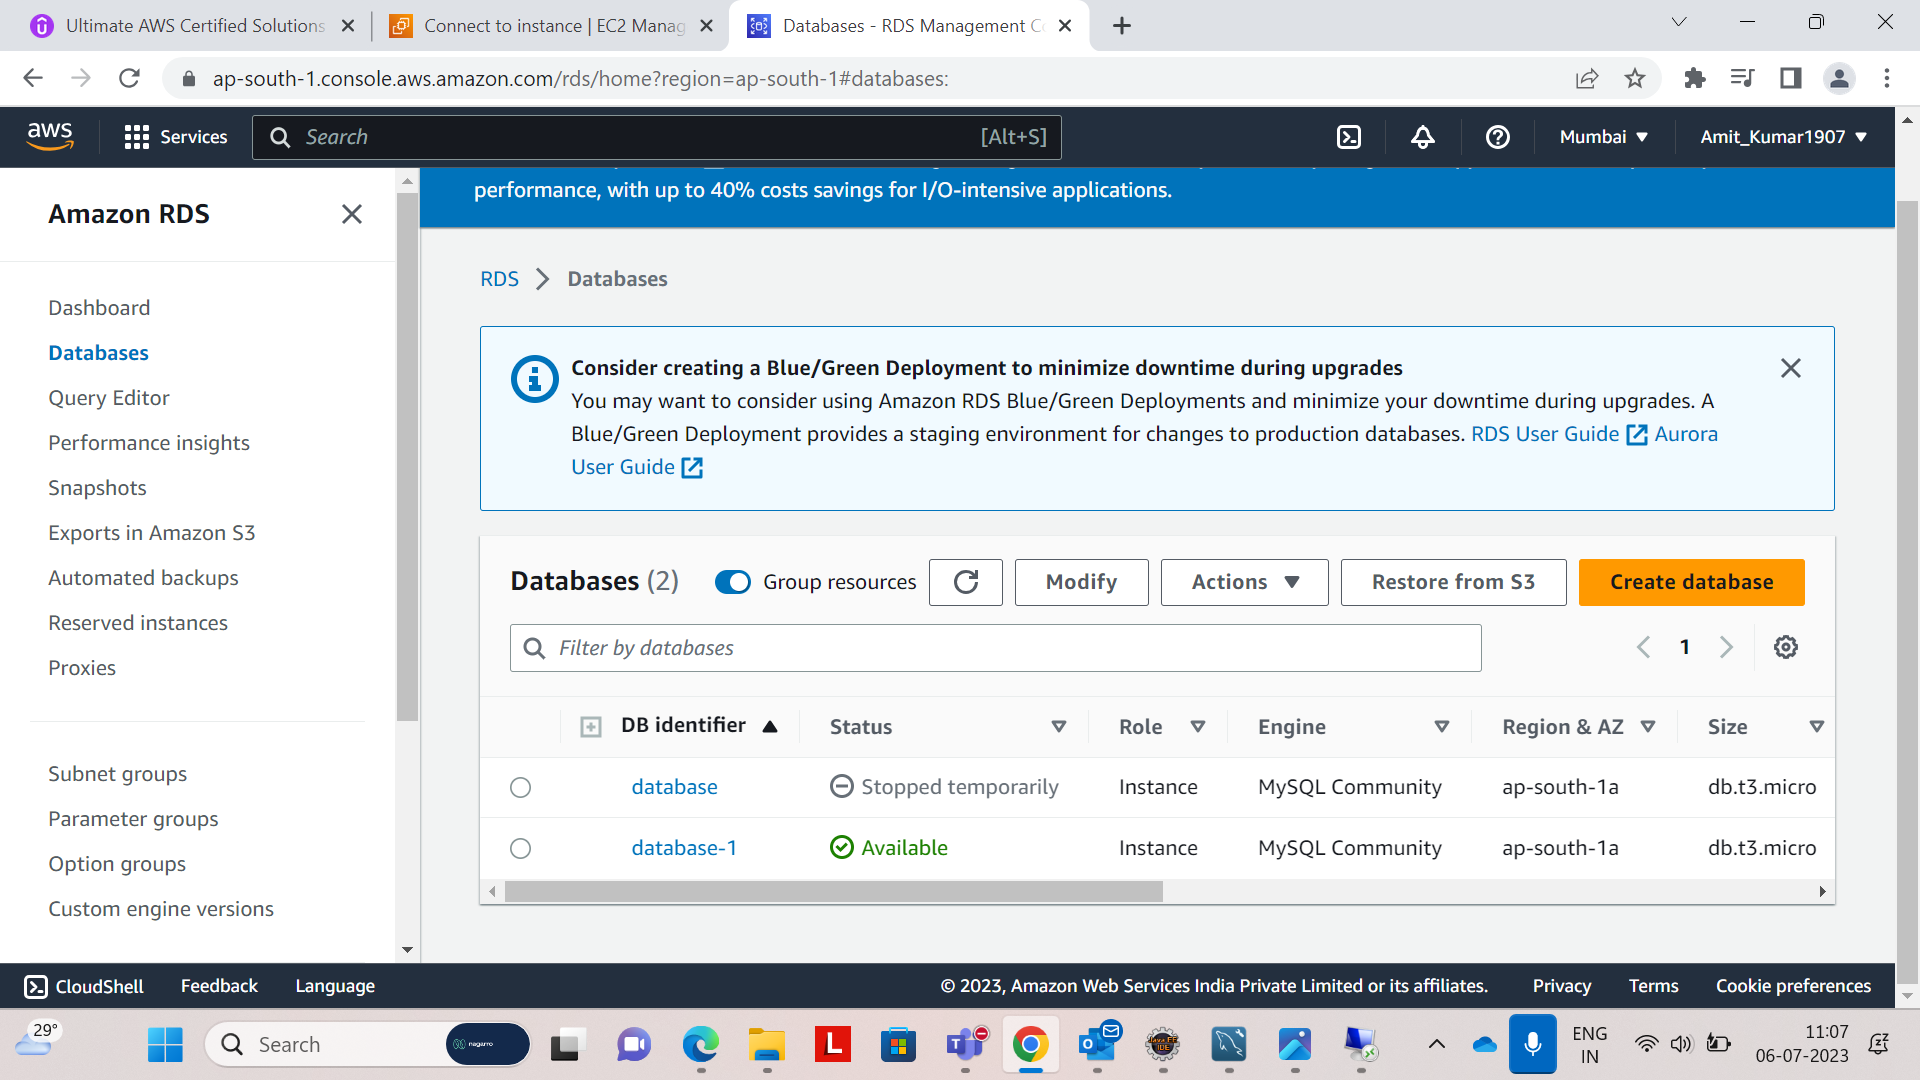 Ultimate AWS Certified Solutions
Connect to instance | EC2 Manag
Databases - RDS Management C
ap-south-1.console.aws.amazon.com/rds/home?region=ap-south-1#databases:
aws
Services
Search
[Alt+S]
Mumbai
Amit_Kumar1907
Amazon RDS
Dashboard
Databases
Query Editor
Performance insights
Snapshots
Exports in Amazon S3
Automated backups
Reserved instances
Proxies
Subnet groups
Parameter groups
Option groups
Custom engine versions
performance, with up to 40% costs savings for I/O-intensive applications.
RDS > Databases
Consider creating a Blue/Green Deployment to minimize downtime during upgrades
You may want to consider using Amazon RDS Blue/Green Deployments and minimize your downtime during upgrades. A
Blue/Green Deployment provides a staging environment for changes to production databases. RDS User Guide Aurora
User Guide
Databases (2)
Group resources
Modify
Actions
Restore from S3
Create database
Filter by databases
1
DB identifier Status Role Engine Region & AZ Size
database Stopped temporarily Instance MySQL Community ap-south-1a db.t3.micro
database-1 Available Instance MySQL Community ap-south-1a db.t3.micro
CloudShell Feedback Language © 2023, Amazon Web Services India Private Limited or its affiliates. Privacy Terms Cookie preferences
29°
Search
nagarro
ENG
IN
11:07
06-07-2023